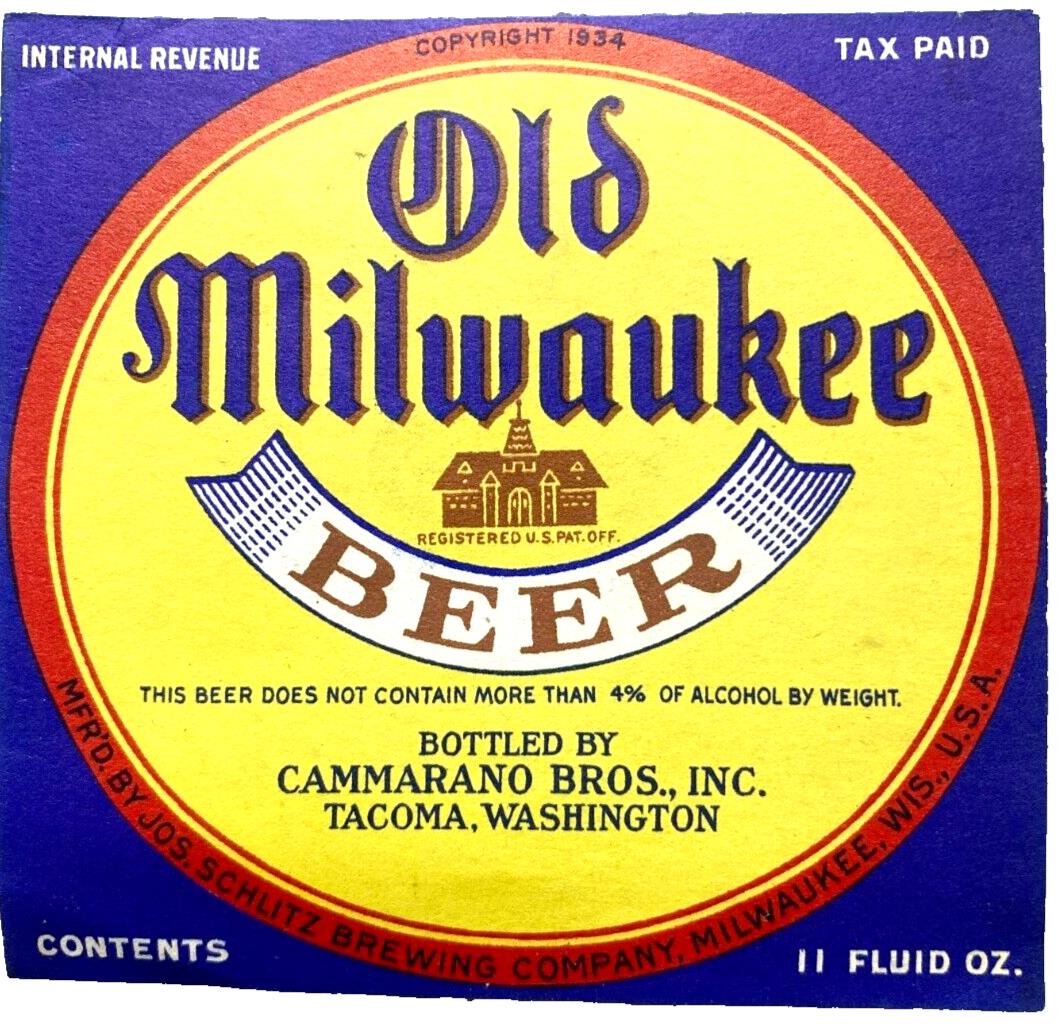 INTERNAL REVENUE
TAX PAID
COPYRIGHT 1934
Old
Milwaukee
REGISTERED U.S. PAT. OFF.
BEER
THIS BEER DOES NOT CONTAIN MORE THAN 4% OF ALCOHOL BY WEIGHT.
BOTTLED BY
CAMMARANO BROS., INC.
TACOMA, WASHINGTON
MFR'D. BY JOS. SCHLITZ BREWING COMPANY, MILWAUKEE, WIS., U.S.A.
CONTENTS
11 FLUID OZ.